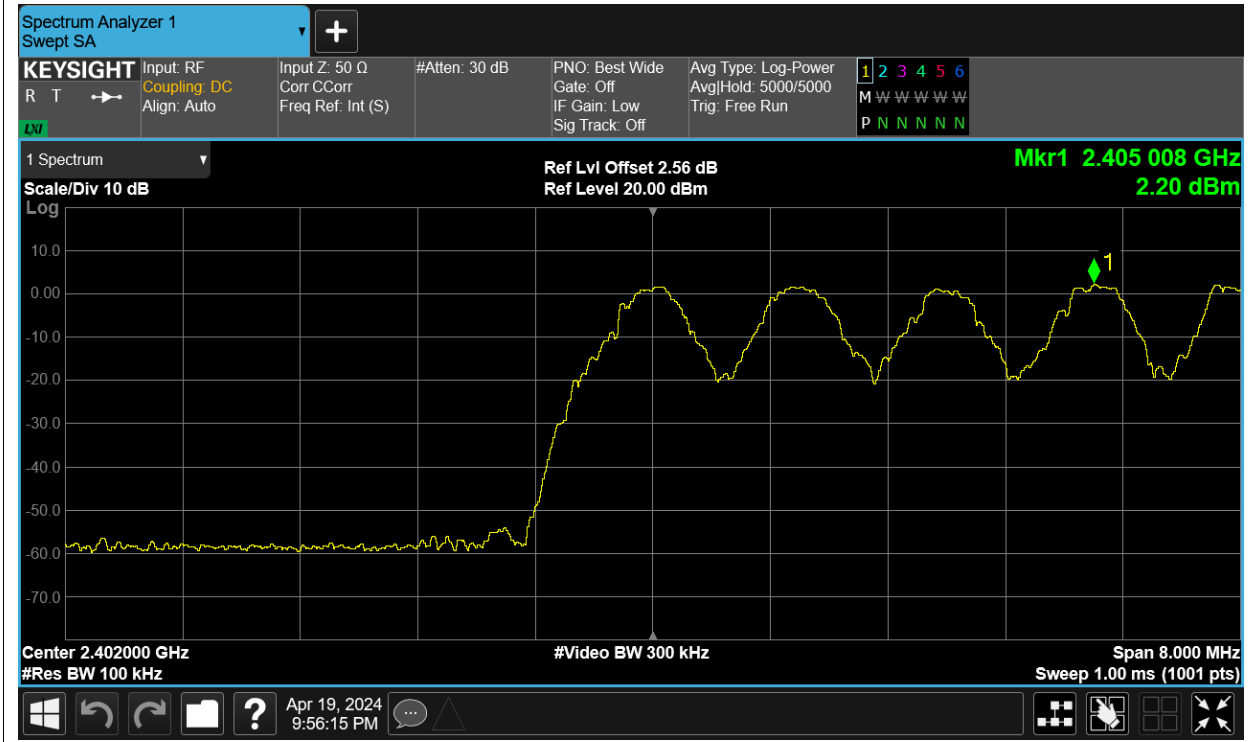 Spectrum Analyzer 1
Swept SA
KEYSIGHT
R T
LXI
Input: RF
Coupling: DC
Align: Auto
Input Z: 50 Ω
Corr CCorr
Freq Ref: Int (S)
#Atten: 30 dB
PNO: Best Wide
Gate: Off
IF Gain: Low
Sig Track: Off
Avg Type: Log-Power
Avg|Hold: 5000/5000
Trig: Free Run
1 2 3 4 5 6
M W W W W W W
P N N N N N N
1 Spectrum
Scale/Div 10 dB
Log
Ref Lvl Offset 2.56 dB
Ref Level 20.00 dBm
Mkr1 2.405 008 GHz
2.20 dBm
1
10.0
0.00
-10.0
-20.0
-30.0
-40.0
-50.0
-60.0
-70.0
Center 2.402000 GHz
#Res BW 100 kHz
#Video BW 300 kHz
Span 8.000 MHz
Sweep 1.00 ms (1001 pts)
?
Apr 19, 2024
9:56:15 PM